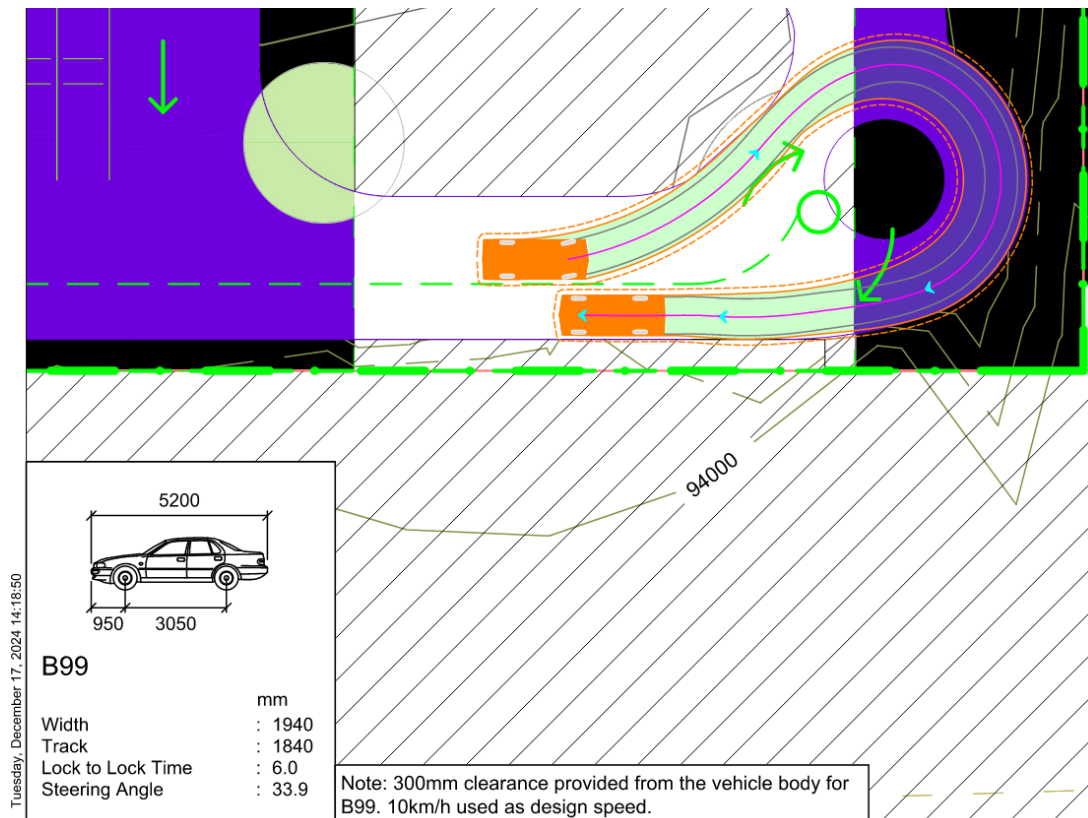 94000
5200
950
3050
B99
mm
Width : 1940
Track : 1840
Lock to Lock Time : 6.0
Steering Angle : 33.9
Tuesday, December 17, 2024 14:18:50
Note: 300mm clearance provided from the vehicle body for
B99. 10km/h used as design speed.